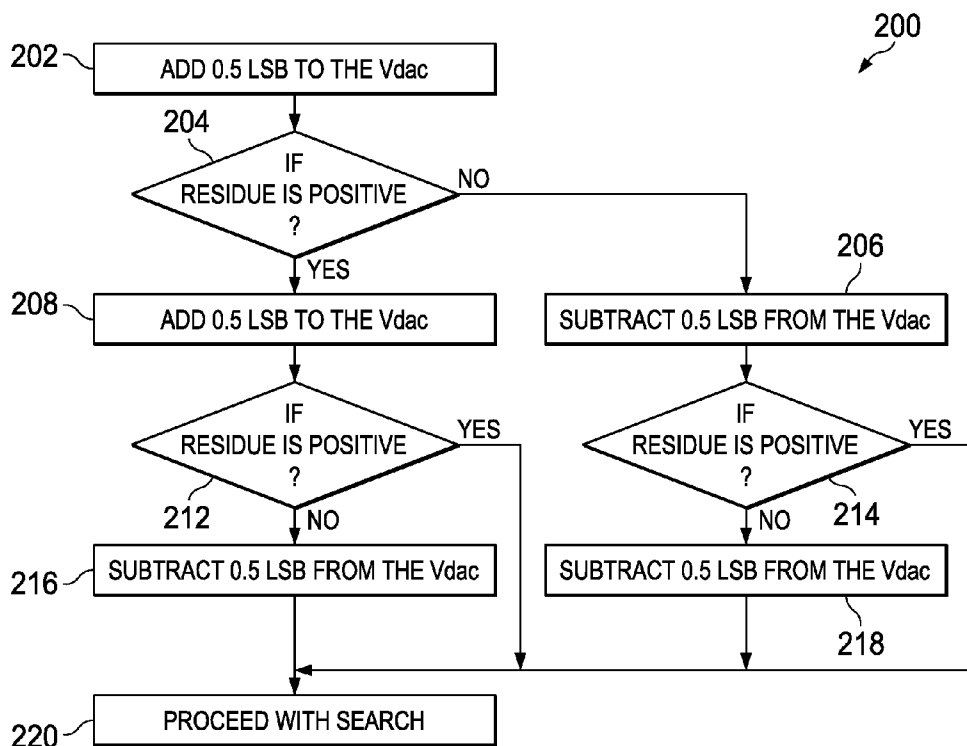 200
202
ADD 0.5 LSB TO THE Vdac
204
IF
RESIDUE IS POSITIVE
?
NO
YES
208
ADD 0.5 LSB TO THE Vdac
206
SUBTRACT 0.5 LSB FROM THE Vdac
IF
RESIDUE IS POSITIVE
?
YES
212
NO
IF
RESIDUE IS POSITIVE
?
YES
214
NO
216
SUBTRACT 0.5 LSB FROM THE Vdac
SUBTRACT 0.5 LSB FROM THE Vdac
218
220
PROCEED WITH SEARCH